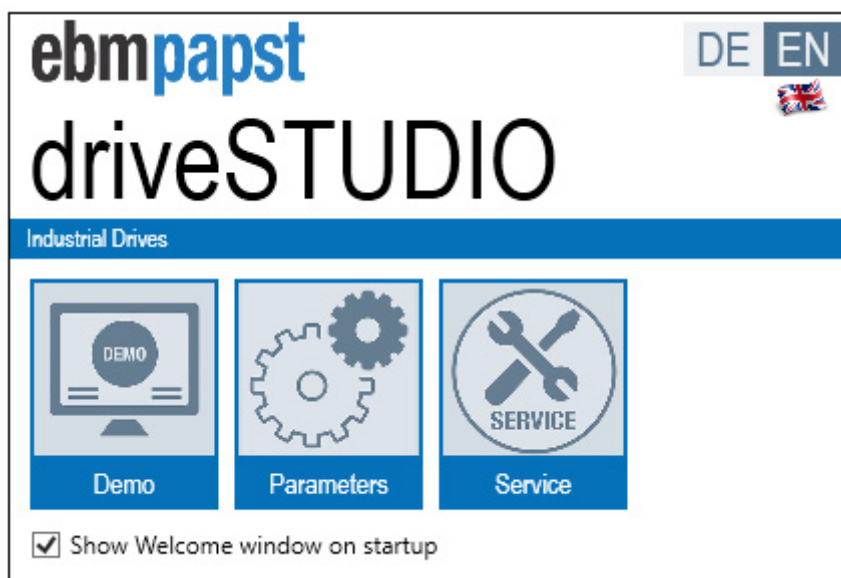 ebmpapst
DE EN
driveSTUDIO
Industrial Drives
DEMO
SERVICE
Demo Parameters Service
Show Welcome window on startup